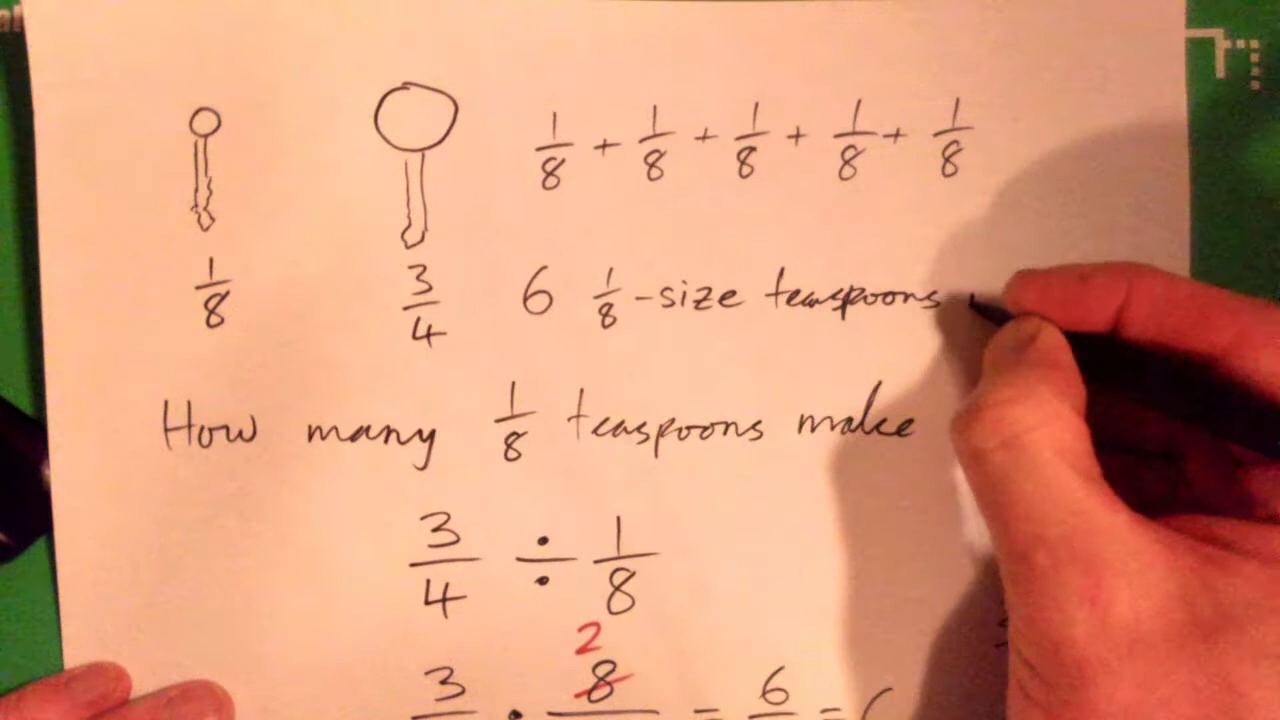 1/8 + 1/8 + 1/8 + 1/8 + 1/8
1/8 3/4 6 1/8-size teaspoons
How many 1/8 teaspoons make
3/4 ÷ 1/8
2
3 · 8 = 6 =